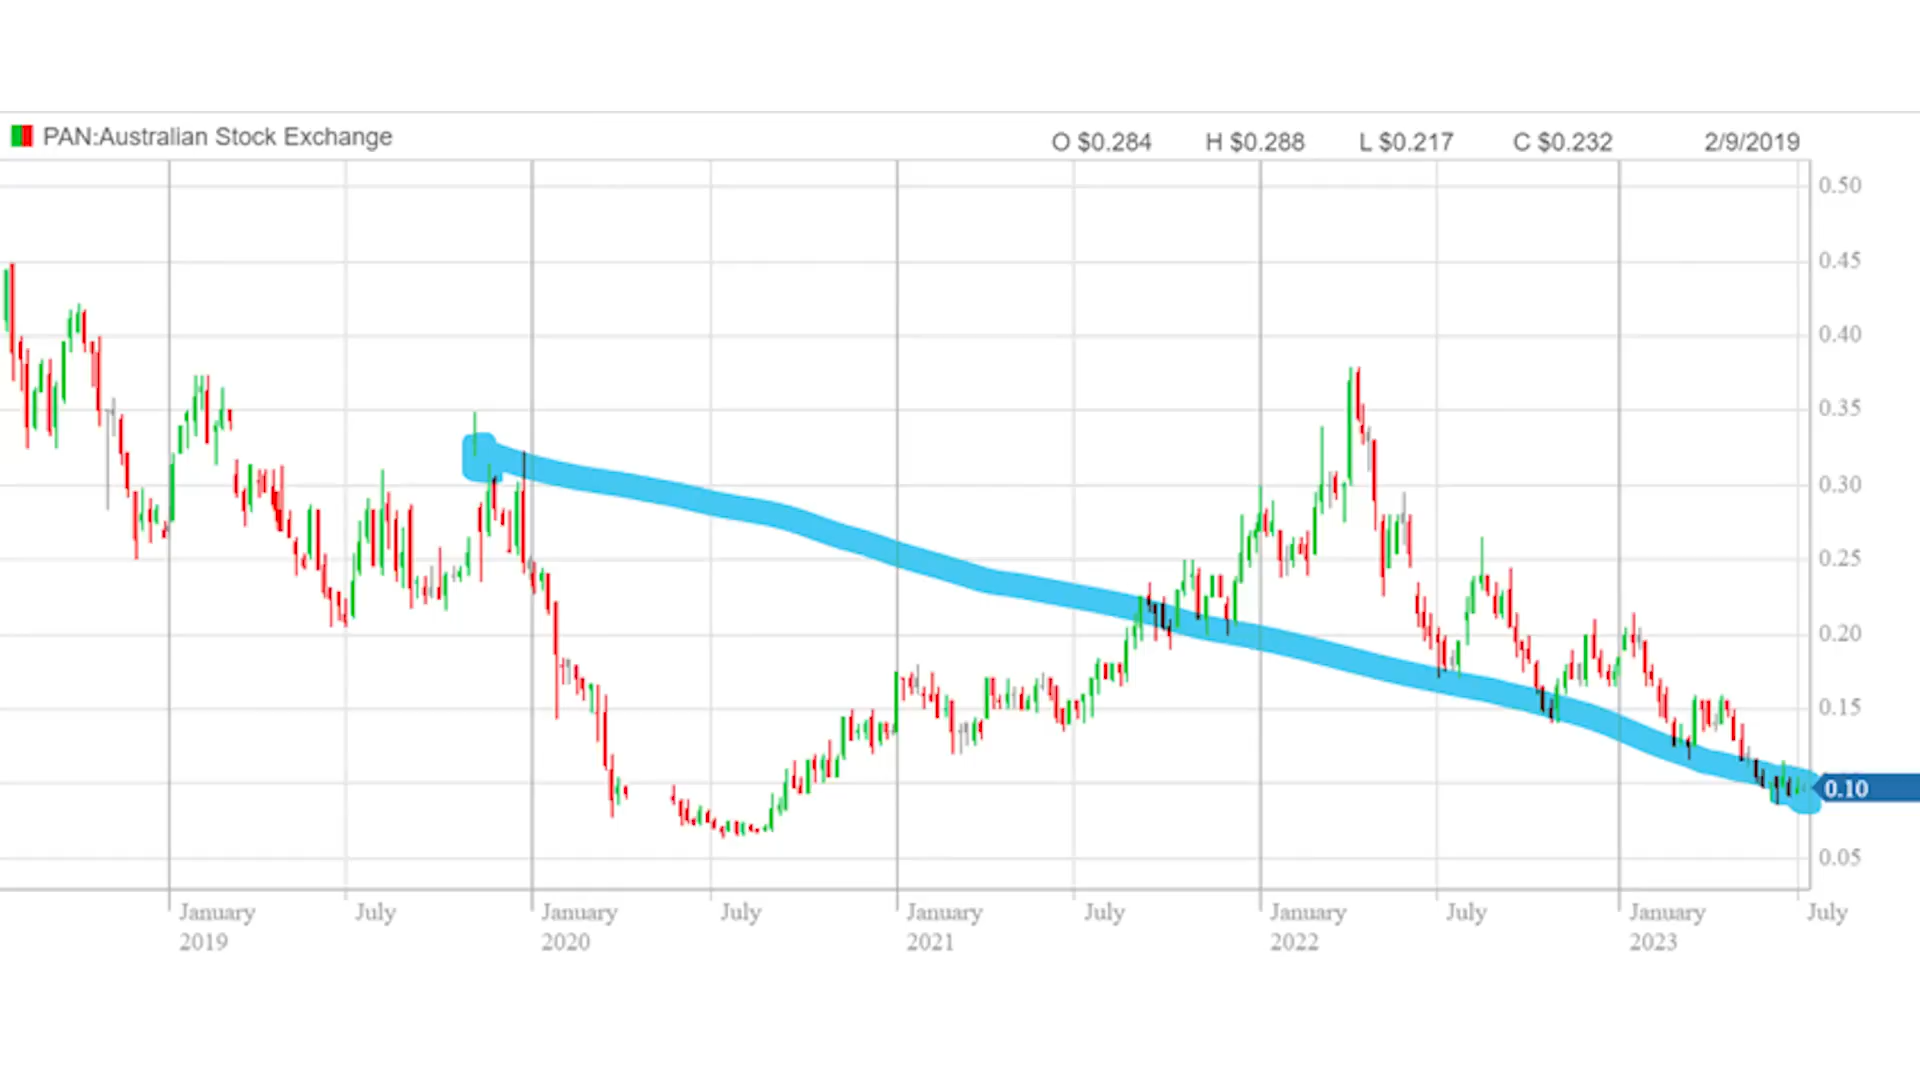 PAN:Australian Stock Exchange
O $0.284 H $0.288 L $0.217 C $0.232 2/9/2019
0.50
0.45
0.40
0.35
0.30
0.25
0.20
0.15
0.10
0.05
January July January July January July January July January July
2019 2020 2021 2022 2023